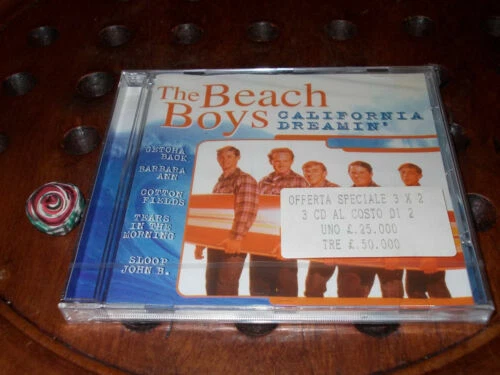 The Beach
Boys
CALIFORNIA
DREAMIN'
GETCHA
BACK
BARBARA
ANN
COTTON
FIELDS
TEARS
IN THE
MORNING
SLOOP
JOHN B.
OFFERTA SPECIALE 3 X 2
3 CD AL COSTO DI 2
UNO £.25.000
TRE £.50.000